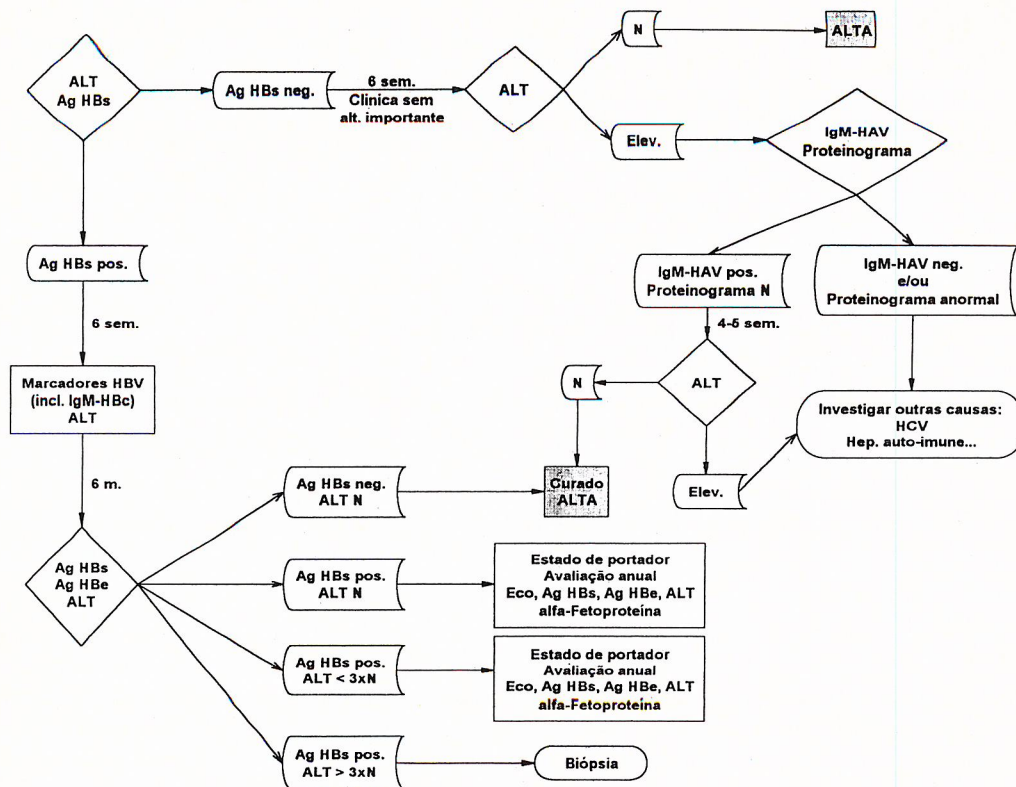 N
ALTA
ALT
Ag HBs
Ag HBs neg.
6 sem.
Clinica sem
alt. importante
ALT
Elev.
IgM-HAV
Proteinograma
Ag HBs pos.
IgM-HAV pos.
Proteinograma N
IgM-HAV neg.
e/ou
Proteinograma anormal
6 sem.
4-5 sem.
Marcadores HBV
(incl. IgM-HBc)
ALT
N
ALT
Investigar outras causas:
HCV
Hep. auto-imune...
6 m.
Ag HBs neg.
ALT N
Curado
ALTA
Elev.
Ag HBs
Ag HBe
ALT
Ag HBs pos.
ALT N
Estado de portador
Avaliação anual
Eco, Ag HBs, Ag HBe, ALT
alfa-Fetoproteína
Ag HBs pos.
ALT < 3xN
Estado de portador
Avaliação anual
Eco, Ag HBs, Ag HBe, ALT
alfa-Fetoproteína
Ag HBs pos.
ALT > 3xN
Biópsia